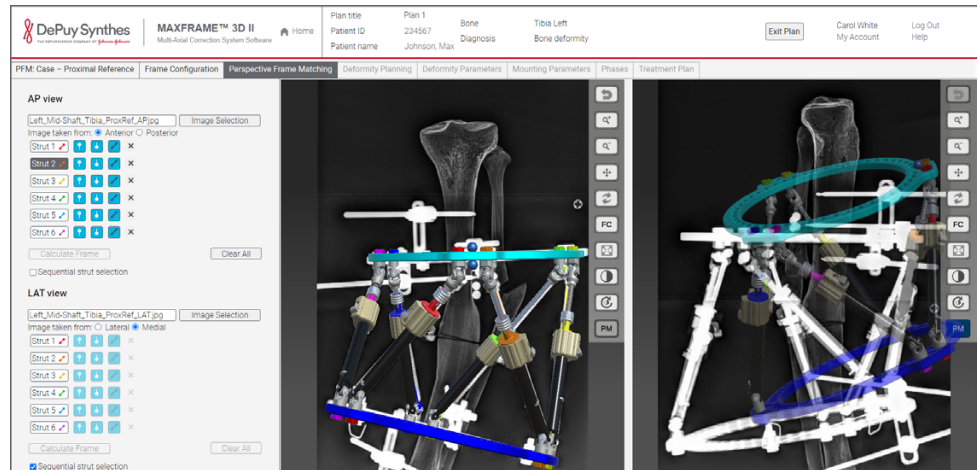 DePuy Synthes
THE ORTHOPAEDICS COMPANY OF Johnson & Johnson
MAXFRAME™ 3D II
Multi-Axial Correction System Software
Home
Plan title Plan 1
Patient ID 234567
Patient name Johnson, Max
Bone Tibia Left
Diagnosis Bone deformity
Exit Plan
Carol White
My Account
Log Out
Help
PFM: Case – Proximal Reference
Frame Configuration
Perspective Frame Matching
Deformity Planning
Deformity Parameters
Mounting Parameters
Phases
Treatment Plan
AP view
Left_Mid-Shaft_Tibia_ProxRef_AP.jpg
Image Selection
Image taken from: Anterior Posterior
Strut 1
Strut 2
Strut 3
Strut 4
Strut 5
Strut 6
Calculate Frame
Clear All
Sequential strut selection
LAT view
Left_Mid-Shaft_Tibia_ProxRef_LAT.jpg
Image Selection
Image taken from: Lateral Medial
Strut 1
Strut 2
Strut 3
Strut 4
Strut 5
Strut 6
Calculate Frame
Clear All
Sequential strut selection
FC
PM
FC
PM